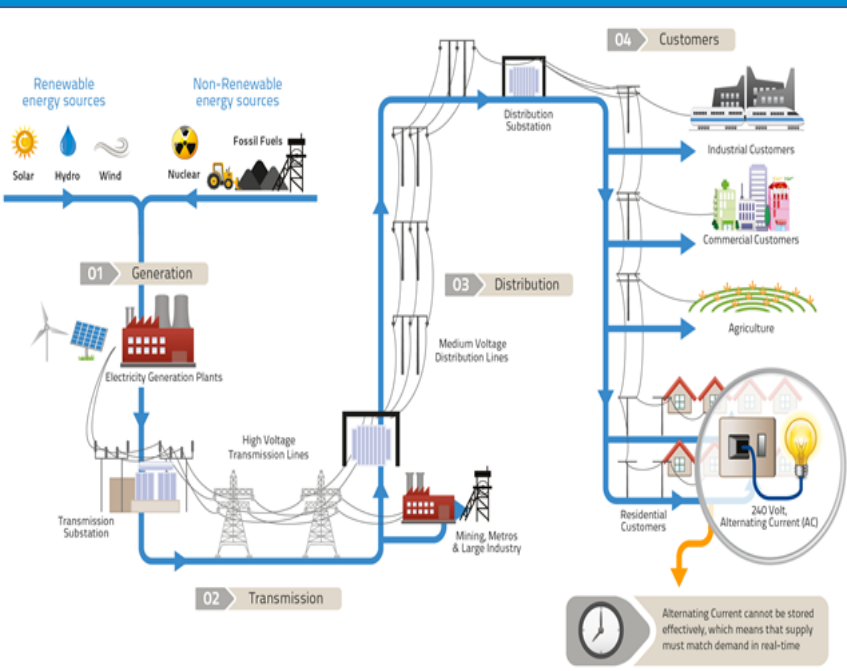 Renewable
energy sources
Non-Renewable
energy sources
Solar
Hydro
Wind
Nuclear
Fossil Fuels
01 Generation
Electricity Generation Plants
Transmission
Substation
High Voltage
Transmission Lines
02 Transmission
Mining, Metros
& Large Industry
03 Distribution
Medium Voltage
Distribution Lines
Distribution
Substation
04 Customers
Industrial Customers
Commercial Customers
Agriculture
Residential
Customers
240 Volt,
Alternating Current (AC)
Alternating Current cannot be stored
effectively, which means that supply
must match demand in real-time